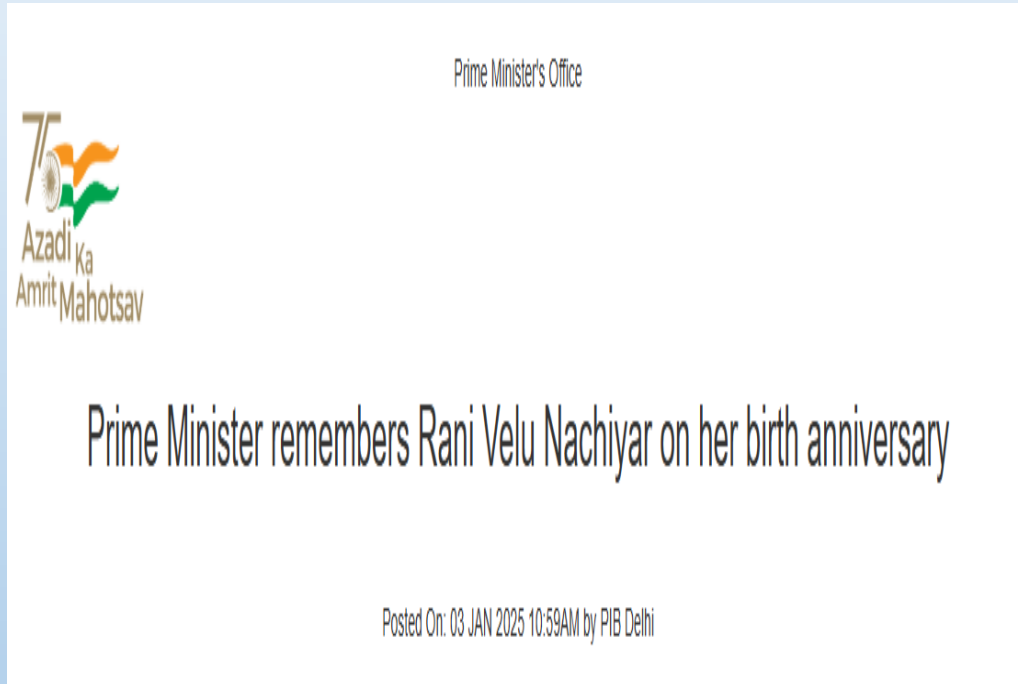 Prime Minister's Office
75
Azadi Ka
Amrit Mahotsav
Prime Minister remembers Rani Velu Nachiyar on her birth anniversary
Posted On: 03 JAN 2025 10:59AM by PIB Delhi